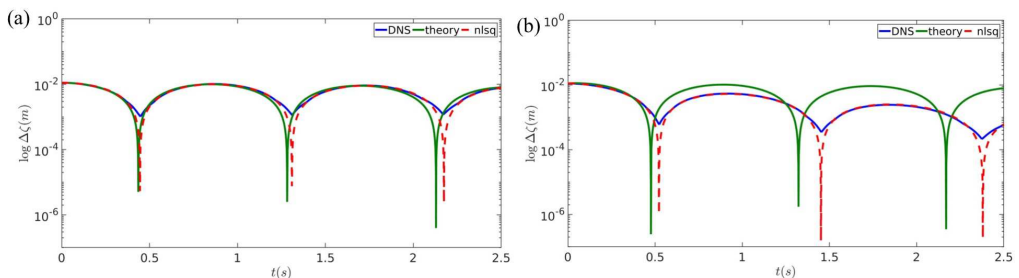 (a)
10^0
10^-2
10^-4
10^-6
log Δζ(m)
DNS theory nlsq
0 0.5 1 1.5 2 2.5
t(s)
(b)
10^0
10^-2
10^-4
10^-6
log Δζ(m)
DNS theory nlsq
0 0.5 1 1.5 2 2.5
t(s)